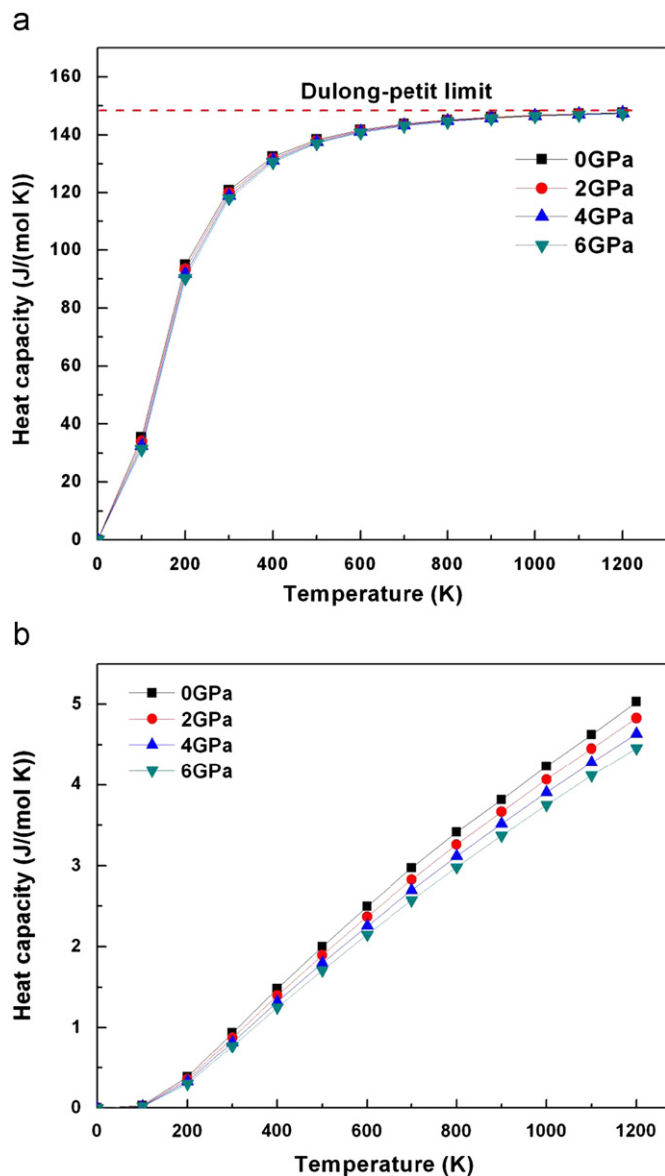 a
160
140
120
100
80
60
40
20
0
Heat capacity (J/(mol K))
Dulong-petit limit
0GPa
2GPa
4GPa
6GPa
0 200 400 600 800 1000 1200
Temperature (K)
b
5
4
3
2
1
0
Heat capacity (J/(mol K))
0GPa
2GPa
4GPa
6GPa
0 200 400 600 800 1000 1200
Temperature (K)